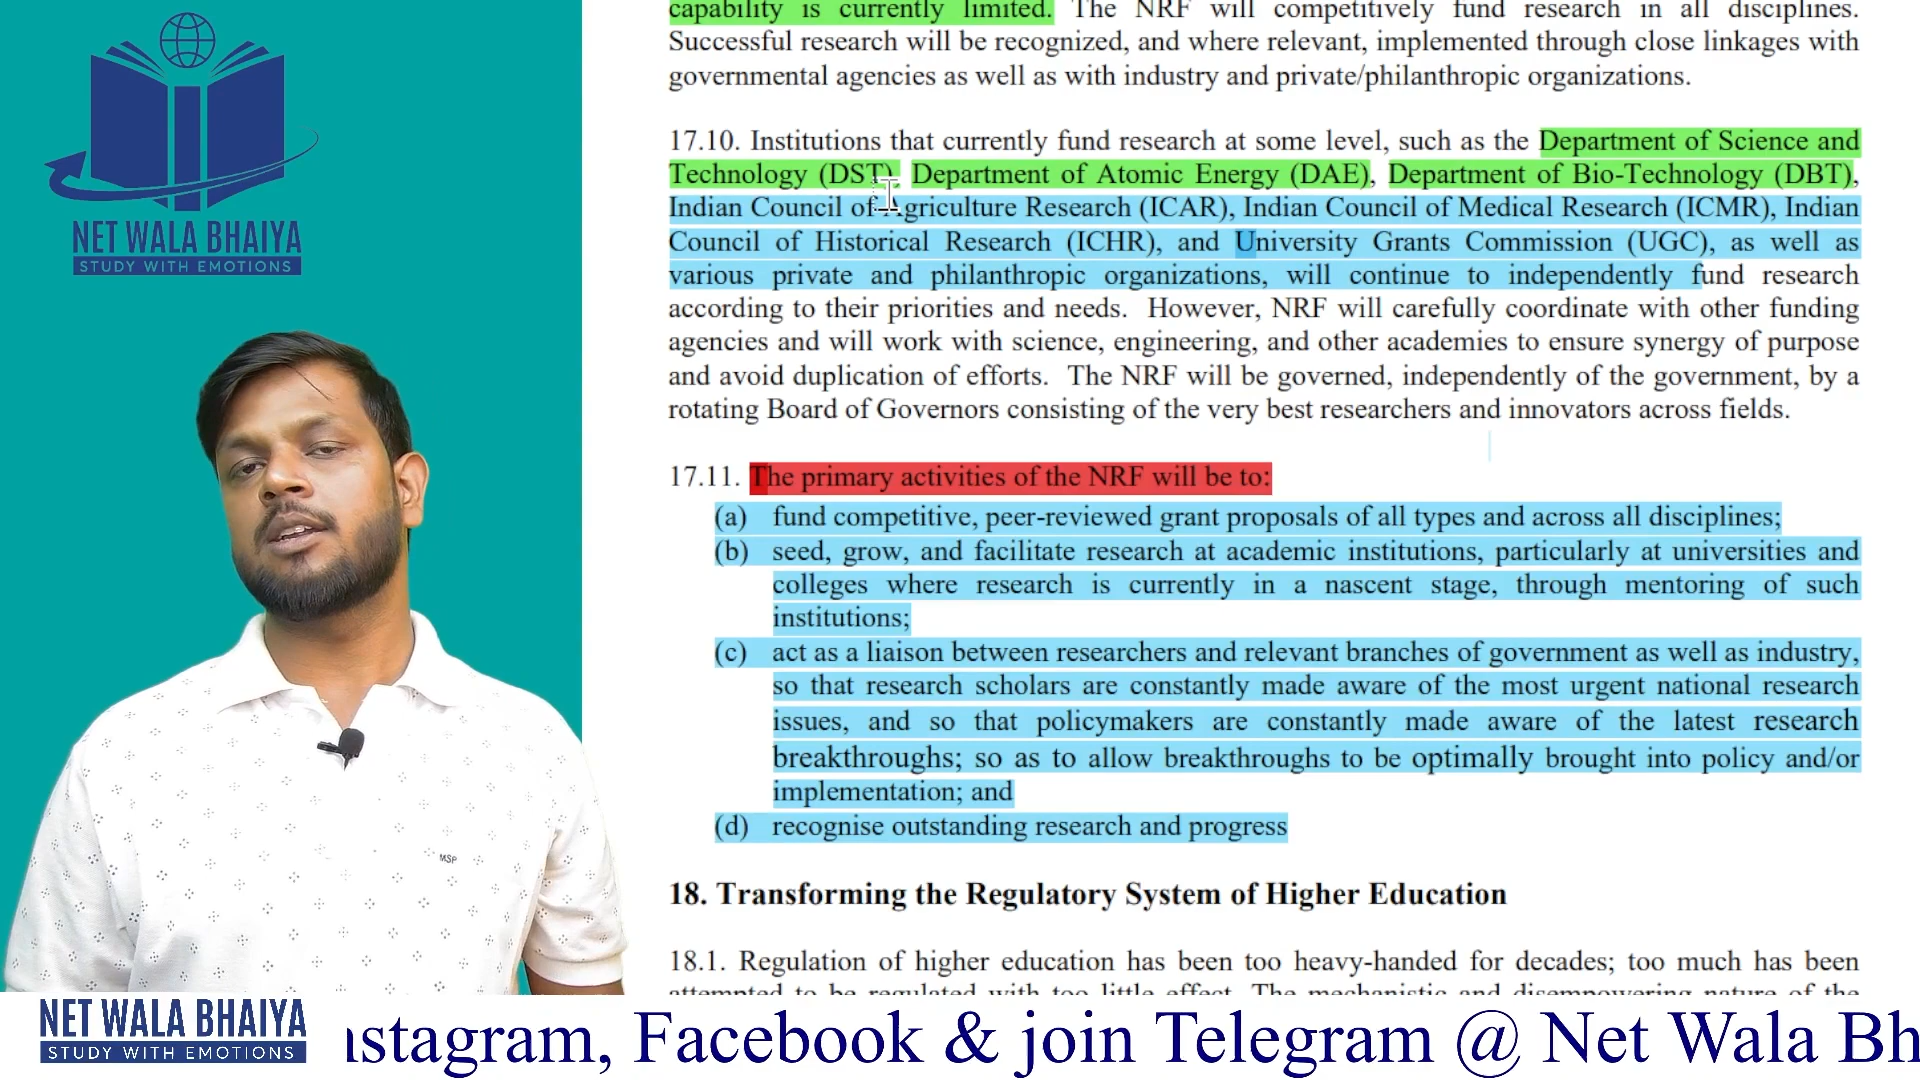 NET WALA BHAIYA
STUDY WITH EMOTIONS
capability is currently limited. The NRF will competitively fund research in all disciplines.
Successful research will be recognized, and where relevant, implemented through close linkages with
governmental agencies as well as with industry and private/philanthropic organizations.
17.10. Institutions that currently fund research at some level, such as the Department of Science and
Technology (DST), Department of Atomic Energy (DAE), Department of Bio-Technology (DBT),
Indian Council of Agriculture Research (ICAR), Indian Council of Medical Research (ICMR), Indian
Council of Historical Research (ICHR), and University Grants Commission (UGC), as well as
various private and philanthropic organizations, will continue to independently fund research
according to their priorities and needs. However, NRF will carefully coordinate with other funding
agencies and will work with science, engineering, and other academies to ensure synergy of purpose
and avoid duplication of efforts. The NRF will be governed, independently of the government, by a
rotating Board of Governors consisting of the very best researchers and innovators across fields.
17.11. The primary activities of the NRF will be to:
(a) fund competitive, peer-reviewed grant proposals of all types and across all disciplines;
(b) seed, grow, and facilitate research at academic institutions, particularly at universities and
colleges where research is currently in a nascent stage, through mentoring of such
institutions;
(c) act as a liaison between researchers and relevant branches of government as well as industry,
so that research scholars are constantly made aware of the most urgent national research
issues, and so that policymakers are constantly made aware of the latest research
breakthroughs; so as to allow breakthroughs to be optimally brought into policy and/or
implementation; and
(d) recognise outstanding research and progress
18. Transforming the Regulatory System of Higher Education
18.1. Regulation of higher education has been too heavy-handed for decades; too much has been
attempted to be regulated with too little effect. The mechanistic and disempowering nature of the
MSP
NET WALA BHAIYA
STUDY WITH EMOTIONS
nstagram, Facebook & join Telegram @ Net Wala Bh